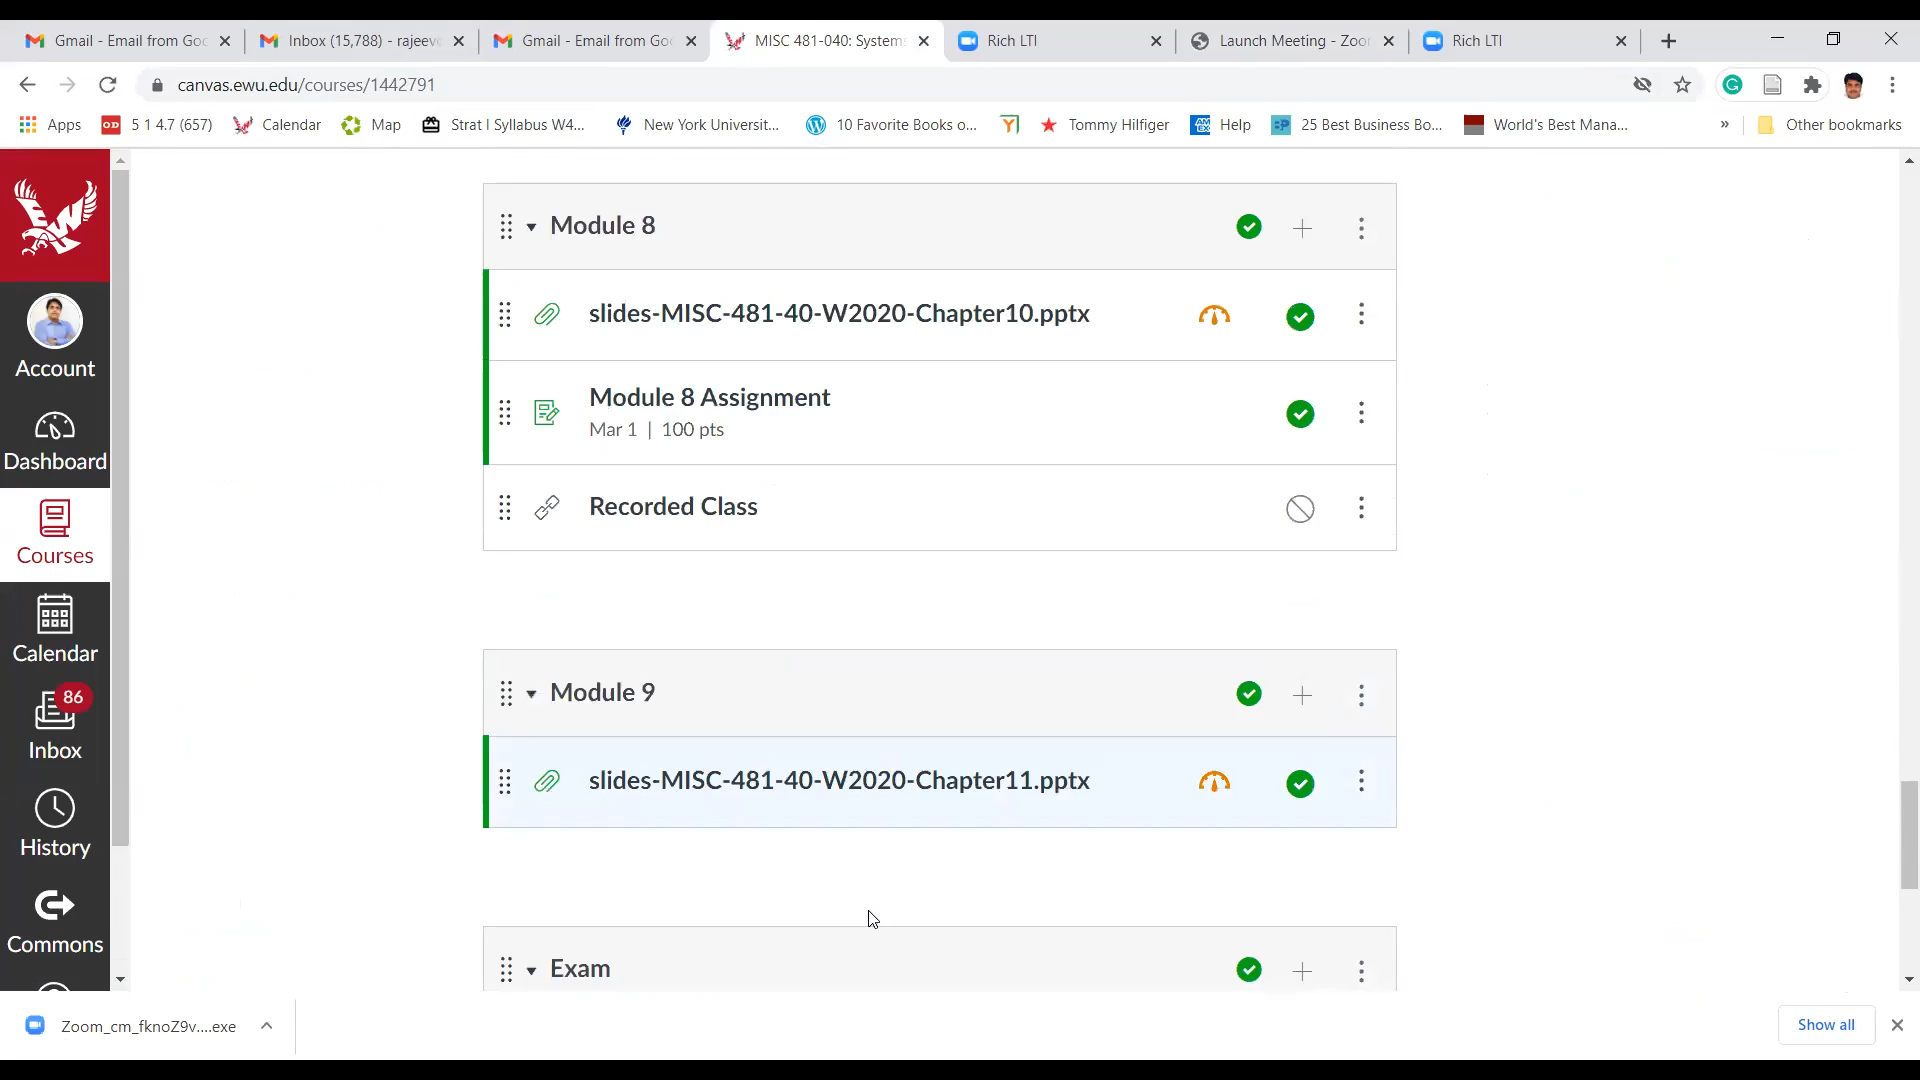 Gmail - Email from Goo
Inbox (15,788) - rajeev
Gmail - Email from Goo
MISC 481-040: Systems
Rich LTI
Launch Meeting - Zoo
Rich LTI
canvas.ewu.edu/courses/1442791
Apps
5 1 4.7 (657)
Calendar
Map
Strat I Syllabus W4...
New York Universit...
10 Favorite Books o...
Tommy Hilfiger
Help
25 Best Business Bo...
World's Best Mana...
»
Other bookmarks
Account
Dashboard
Courses
Calendar
86
Inbox
History
Commons
Module 8
slides-MISC-481-40-W2020-Chapter10.pptx
Module 8 Assignment
Mar 1 | 100 pts
Recorded Class
Module 9
slides-MISC-481-40-W2020-Chapter11.pptx
Exam
Zoom_cm_fknoZ9v....exe
Show all